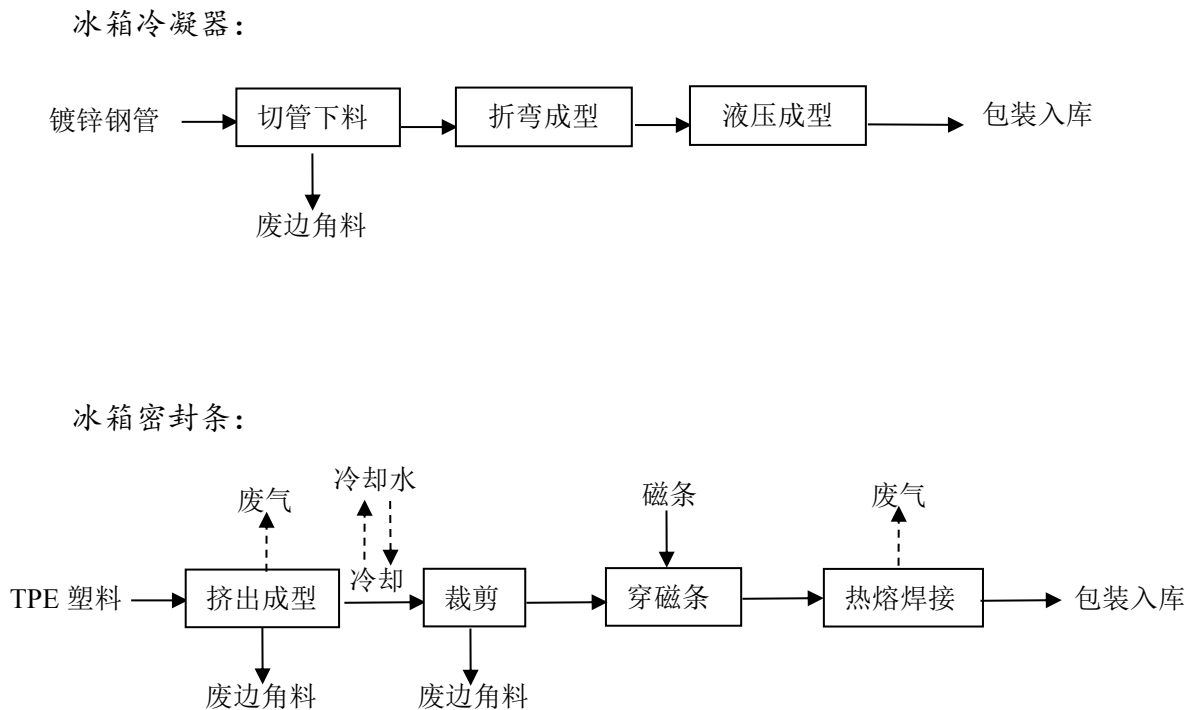 冰箱冷凝器：
镀锌钢管 切管下料 折弯成型 液压成型 包装入库
废边角料
冰箱密封条：
废气 冷却水 磁条 废气
冷却
TPE 塑料 挤出成型 裁剪 穿磁条 热熔焊接 包装入库
废边角料 废边角料